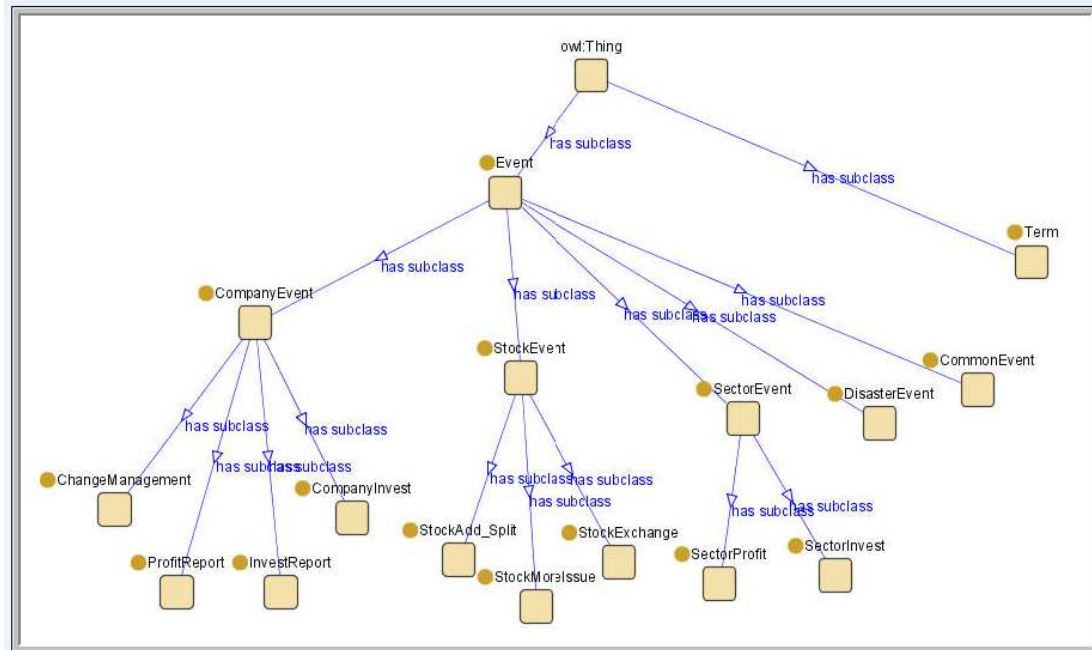 owl:Thing
has subclass
Event
has subclass
Term
has subclass
CompanyEvent
has subclass
has subclass
has subclass
has subclass
StockEvent
CommonEvent
SectorEvent
DisasterEvent
has subclass
has subclass
has subclass
has subclass
ChangeManagement
CompanyInvest
has subclass
has subclass
has subclass
has subclass
has subclass
StockAdd_Split
StockExchange
SectorProfit
SectorInvest
ProfitReport
InvestReport
StockMoreIssue